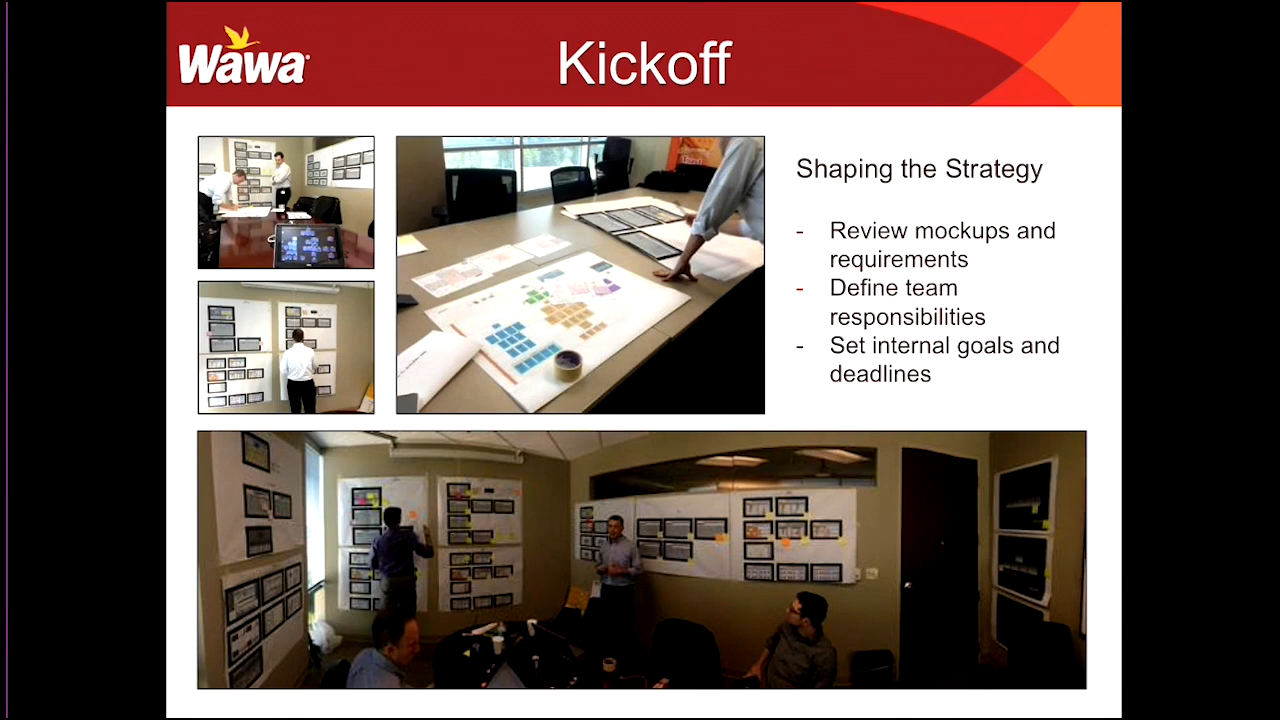 Wawa
Kickoff
Shaping the Strategy
- Review mockups and
requirements
- Define team
responsibilities
- Set internal goals and
deadlines